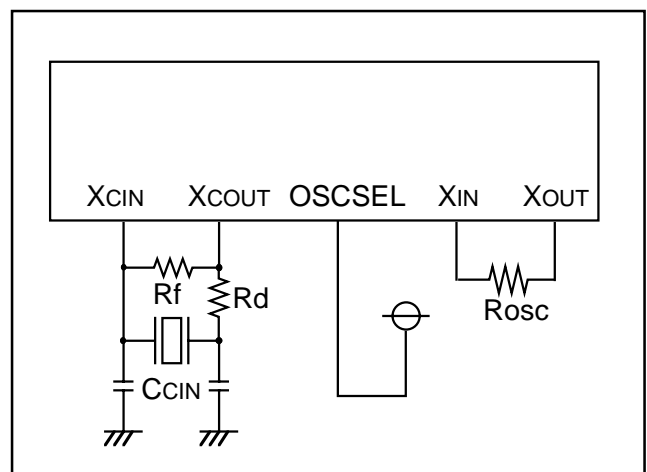 XCIN XCOUT OSCSEL XIN XOUT
Rf
Rd
Rosc
CCIN